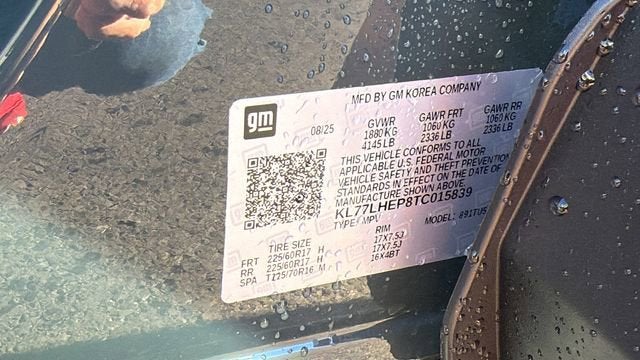 MFD BY GM KOREA COMPANY
gm
08/25
GVWR GAWR FRT GAWR RR
1880 KG 1060 KG 1060 KG
4145 LB 2336 LB 2336 LB
THIS VEHICLE CONFORMS TO ALL
APPLICABLE U.S. FEDERAL MOTOR
VEHICLE SAFETY AND THEFT PREVENTION
STANDARDS IN EFFECT ON THE DATE OF
MANUFACTURE SHOWN ABOVE
KL77LHEP8TC015839
TYPE: MPV MODEL: 891TUS
TIRE SIZE RIM
FRT 225/60R17 H 17X7.5J
RR 225/60R17 H 17X7.5J
SPA T125/70R16 M 16X4BT